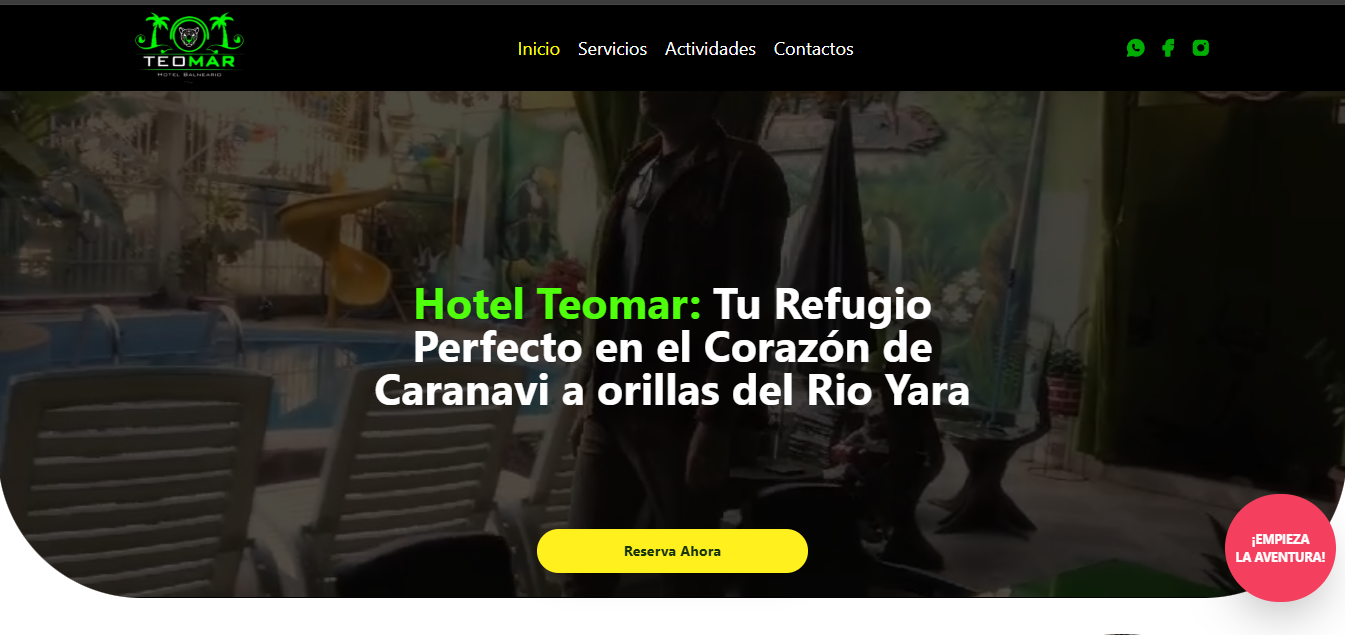 TEOMAR
HOTEL BALNEARIO
Inicio Servicios Actividades Contactos
Hotel Teomar: Tu Refugio
Perfecto en el Corazón de
Caranavi a orillas del Rio Yara
Reserva Ahora
¡EMPIEZA
LA AVENTURA!